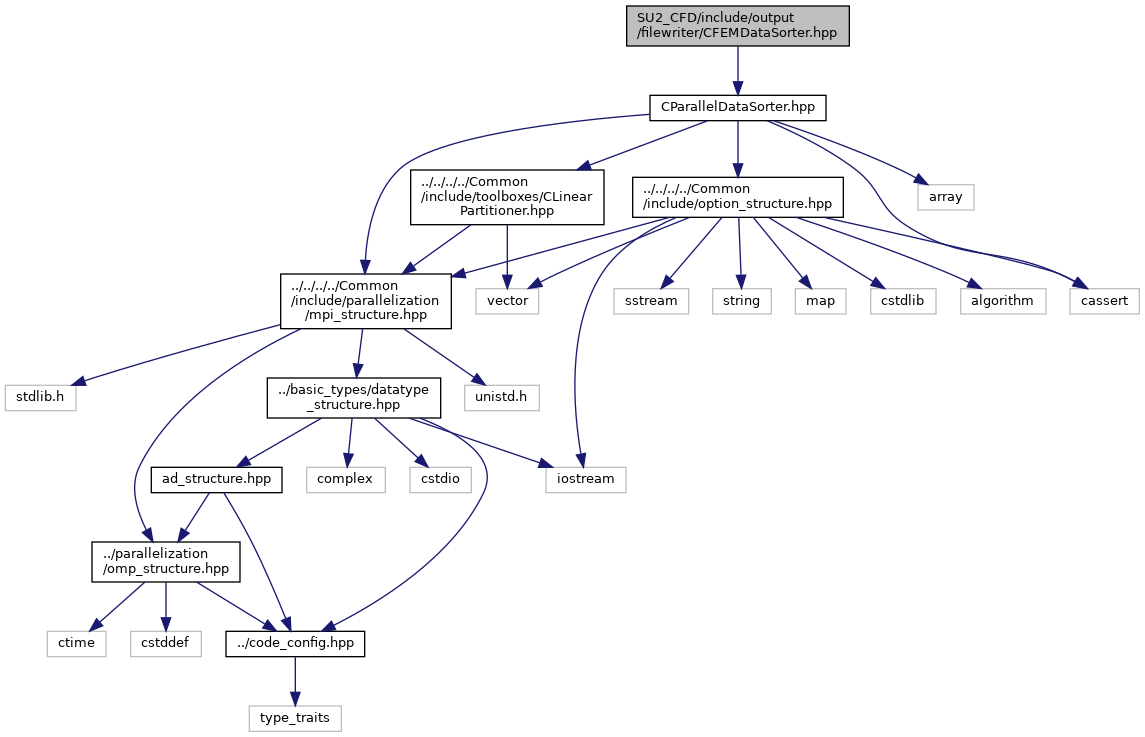 SU2_CFD/include/output
/filewriter/CFEMDataSorter.hpp
CParallelDataSorter.hpp
../../../../Common
/include/toolboxes/CLinear
Partitioner.hpp
../../../../Common
/include/option_structure.hpp
array
../../../../Common
/include/parallelization
/mpi_structure.hpp
vector
sstream
string
map
cstdlib
algorithm
cassert
stdlib.h
../basic_types/datatype
_structure.hpp
unistd.h
ad_structure.hpp
complex
cstdio
iostream
../parallelization
/omp_structure.hpp
ctime
cstddef
../code_config.hpp
type_traits